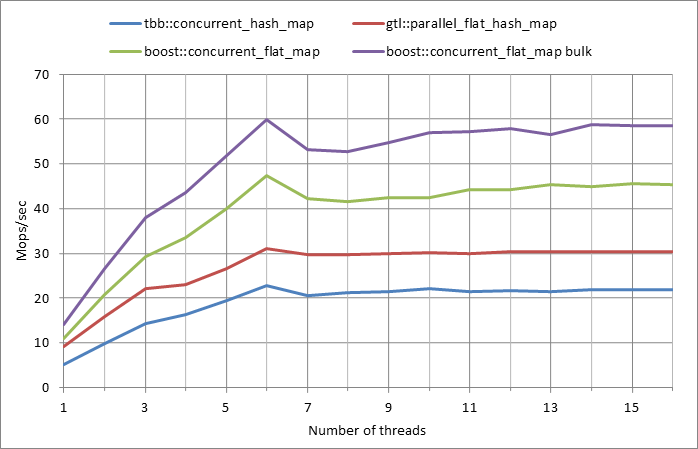 tbb::concurrent_hash_map
gtl::parallel_flat_hash_map
boost::concurrent_flat_map
boost::concurrent_flat_map bulk
70
60
50
40
30
20
10
0
Mops/sec
1
3
5
7
9
11
13
15
Number of threads